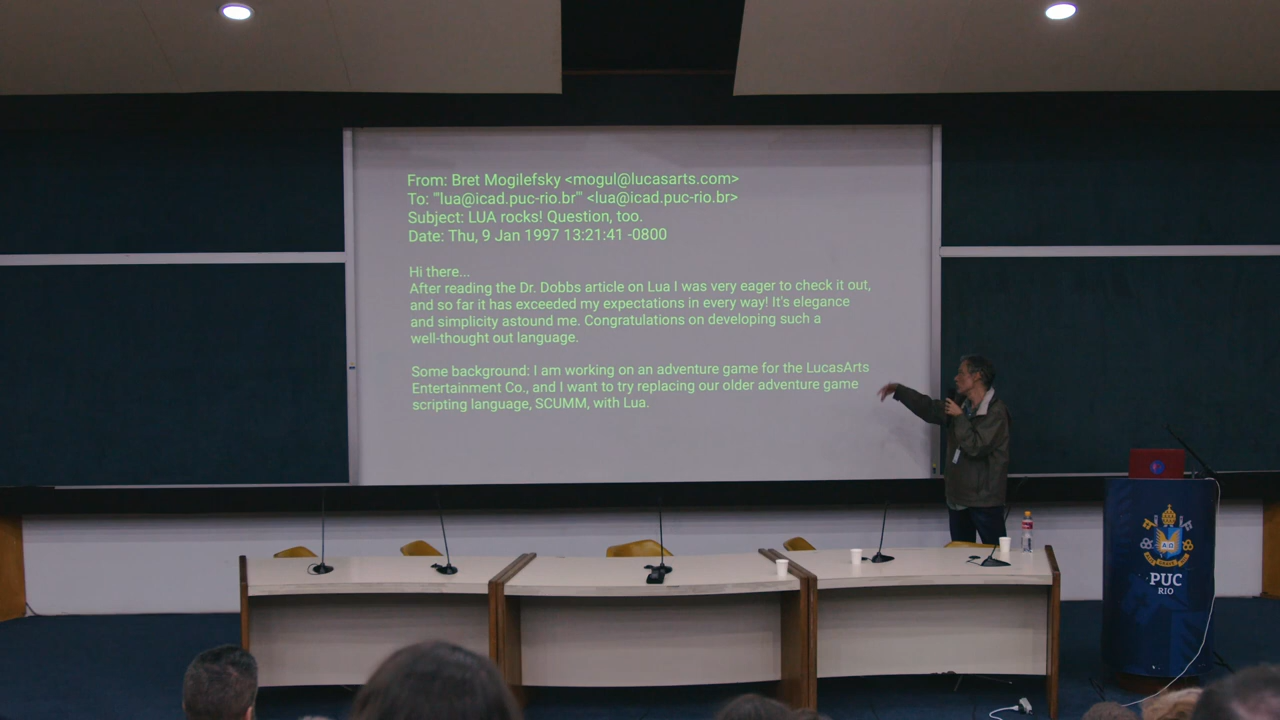 From: Bret Mogilefsky <mogul@lucasarts.com>
To: "'lua@icad.puc-rio.br'" <lua@icad.puc-rio.br>
Subject: LUA rocks! Question, too.
Date: Thu, 9 Jan 1997 13:21:41 -0800
Hi there...
After reading the Dr. Dobbs article on Lua I was very eager to check it out,
and so far it has exceeded my expectations in every way! It's elegance
and simplicity astound me. Congratulations on developing such a
well-thought out language.
Some background: I am working on an adventure game for the LucasArts
Entertainment Co., and I want to try replacing our older adventure game
scripting language, SCUMM, with Lua.
PUC
RIO